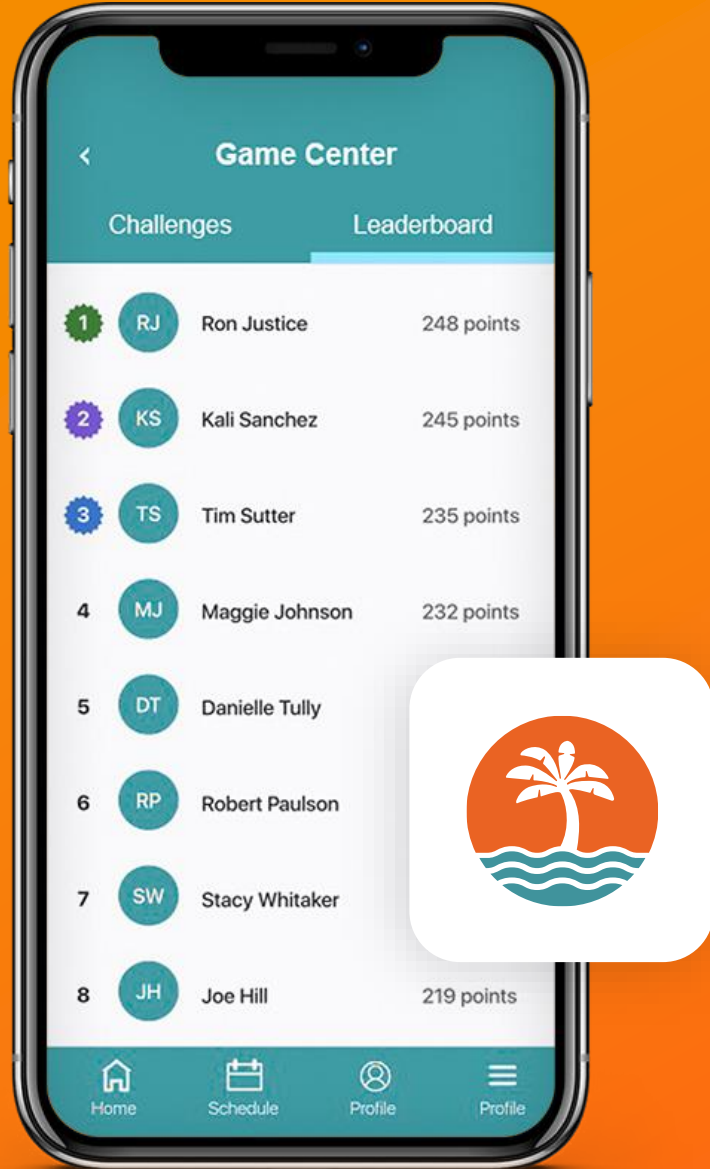 Game Center
Challenges Leaderboard
1 RJ Ron Justice 248 points
2 KS Kali Sanchez 245 points
3 TS Tim Sutter 235 points
4 MJ Maggie Johnson 232 points
5 DT Danielle Tully
6 RP Robert Paulson
7 SW Stacy Whitaker
8 JH Joe Hill 219 points
Home Schedule Profile Profile